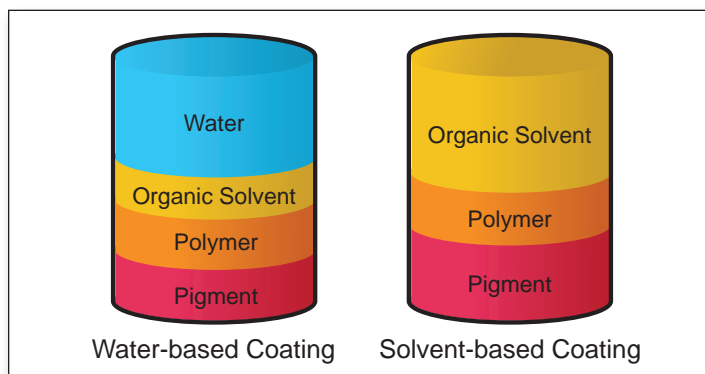 Water
Organic Solvent
Polymer
Pigment
Water-based Coating
Organic Solvent
Polymer
Pigment
Solvent-based Coating